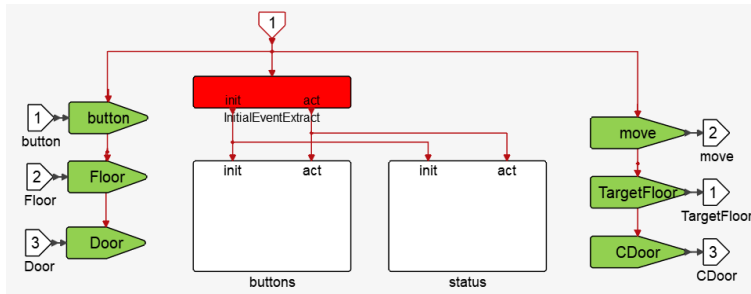 1
init act
InitialEventExtract
1 button
button
2 Floor
Floor
3 Door
Door
init act
buttons
init act
status
move 2
move
TargetFloor 1
TargetFloor
CDoor 3
CDoor